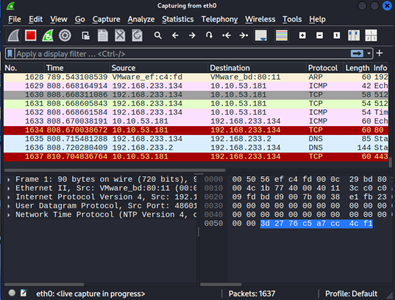 Capturing from eth0
File Edit View Go Capture Analyze Statistics Telephony Wireless Tools Help
Apply a display filter ... <Ctrl-/>
No. Time Source Destination Protocol Length Info
1628 789.543108539 VMware_ef:c4:fd VMware_bd:80:11 ARP 60 192
1629 808.668164914 192.168.233.134 10.10.53.181 ICMP 42 Ech
1630 808.668311086 192.168.233.134 10.10.53.181 TCP 58 512
1631 808.668605843 192.168.233.134 10.10.53.181 TCP 54 512
1632 808.668661584 192.168.233.134 10.10.53.181 ICMP 54 Tim
1633 808.670038191 10.10.53.181 192.168.233.134 ICMP 60 Ech
1634 808.670038672 10.10.53.181 192.168.233.134 TCP 60 80
1635 808.715481288 192.168.233.134 192.168.233.2 DNS 85 Sta
1636 808.720280409 192.168.233.2 192.168.233.134 DNS 144 Sta
1637 810.704836764 10.10.53.181 192.168.233.134 TCP 60 443
Frame 1: 90 bytes on wire (720 bits), 9
Ethernet II, Src: VMware_bd:80:11 (00:0
Internet Protocol Version 4, Src: 192.1
User Datagram Protocol, Src Port: 4860
Network Time Protocol (NTP Version 4, c
0000 00 50 56 ef c4 fd 00 0c 29 bd 80
0010 00 4c 1b 77 40 00 40 11 3c c0 c0
0020 09 fd bd d9 00 7b 00 38 e1 fb 23
0030 00 00 00 00 00 00 00 00 00 00 00
0040 00 00 00 00 00 00 00 00 00 00 00
0050 00 00 3d 27 76 c5 a7 cc 4c f1
eth0: <live capture in progress> Packets: 1637